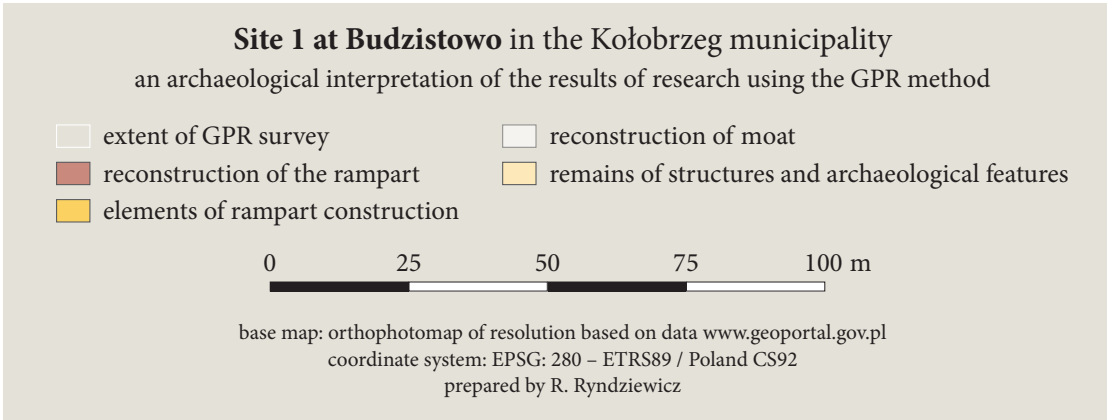 Site 1 at Budzistowo in the Kołobrzeg municipality
an archaeological interpretation of the results of research using the GPR method
extent of GPR survey
reconstruction of moat
reconstruction of the rampart
remains of structures and archaeological features
elements of rampart construction
0 25 50 75 100 m
base map: orthophotomap of resolution based on data www.geoportal.gov.pl
coordinate system: EPSG: 280 – ETRS89 / Poland CS92
prepared by R. Ryndziewicz